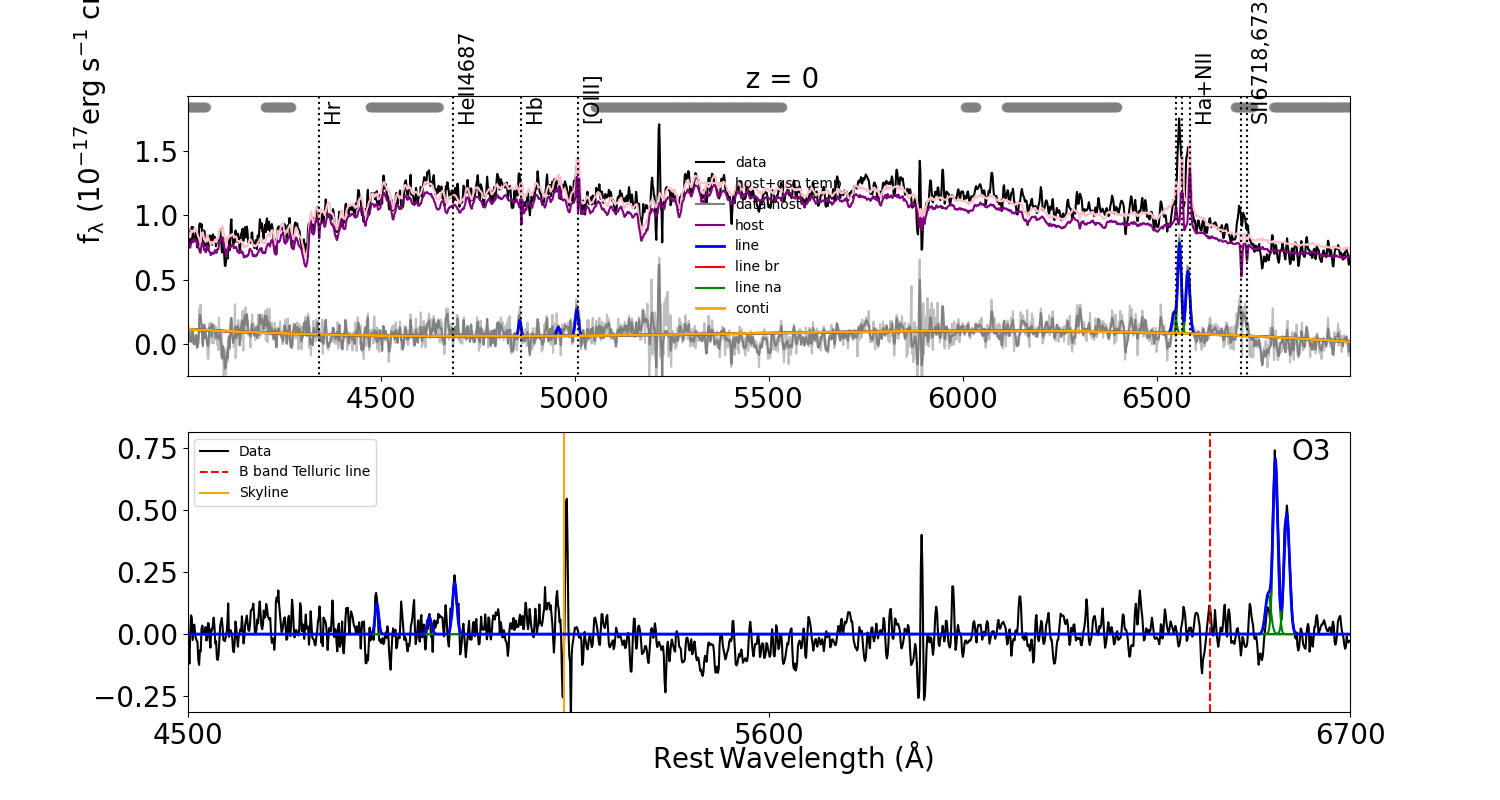 z = 0
Hr
HeII4687
Hb
[OIII]
Ha+NII
SII6718,673
fλ (10−17erg s−1 c
1.5
1.0
0.5
0.0
data
host+qso temp
data-host
host
line
line br
line na
conti
4500 5000 5500 6000 6500
0.75
0.50
0.25
0.00
−0.25
Data
B band Telluric line
Skyline
O3
4500 5600 6700
Rest Wavelength (Å)